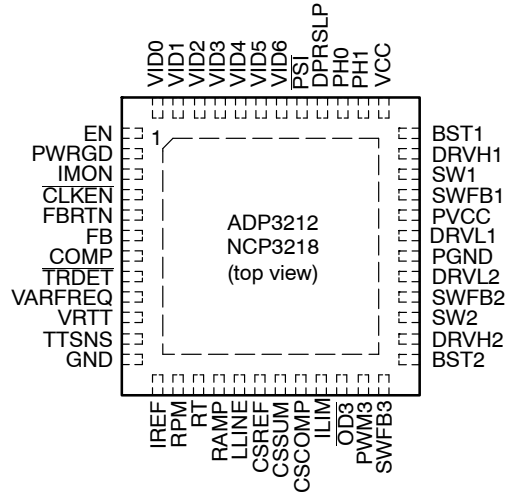 VID0
VID1
VID2
VID3
VID4
VID5
VID6
PSI
DPRSLP
PH0
PH1
VCC
EN
PWRGD
IMON
CLKEN
FBRTN
FB
COMP
TRDET
VARFREQ
VRTT
TTSNS
GND
1
ADP3212
NCP3218
(top view)
BST1
DRVH1
SW1
SWFB1
PVCC
DRVL1
PGND
DRVL2
SWFB2
SW2
DRVH2
BST2
IREF
RPM
RT
RAMP
LLINE
CSREF
CSSUM
CSCOMP
ILIM
OD3
PWM3
SWFB3